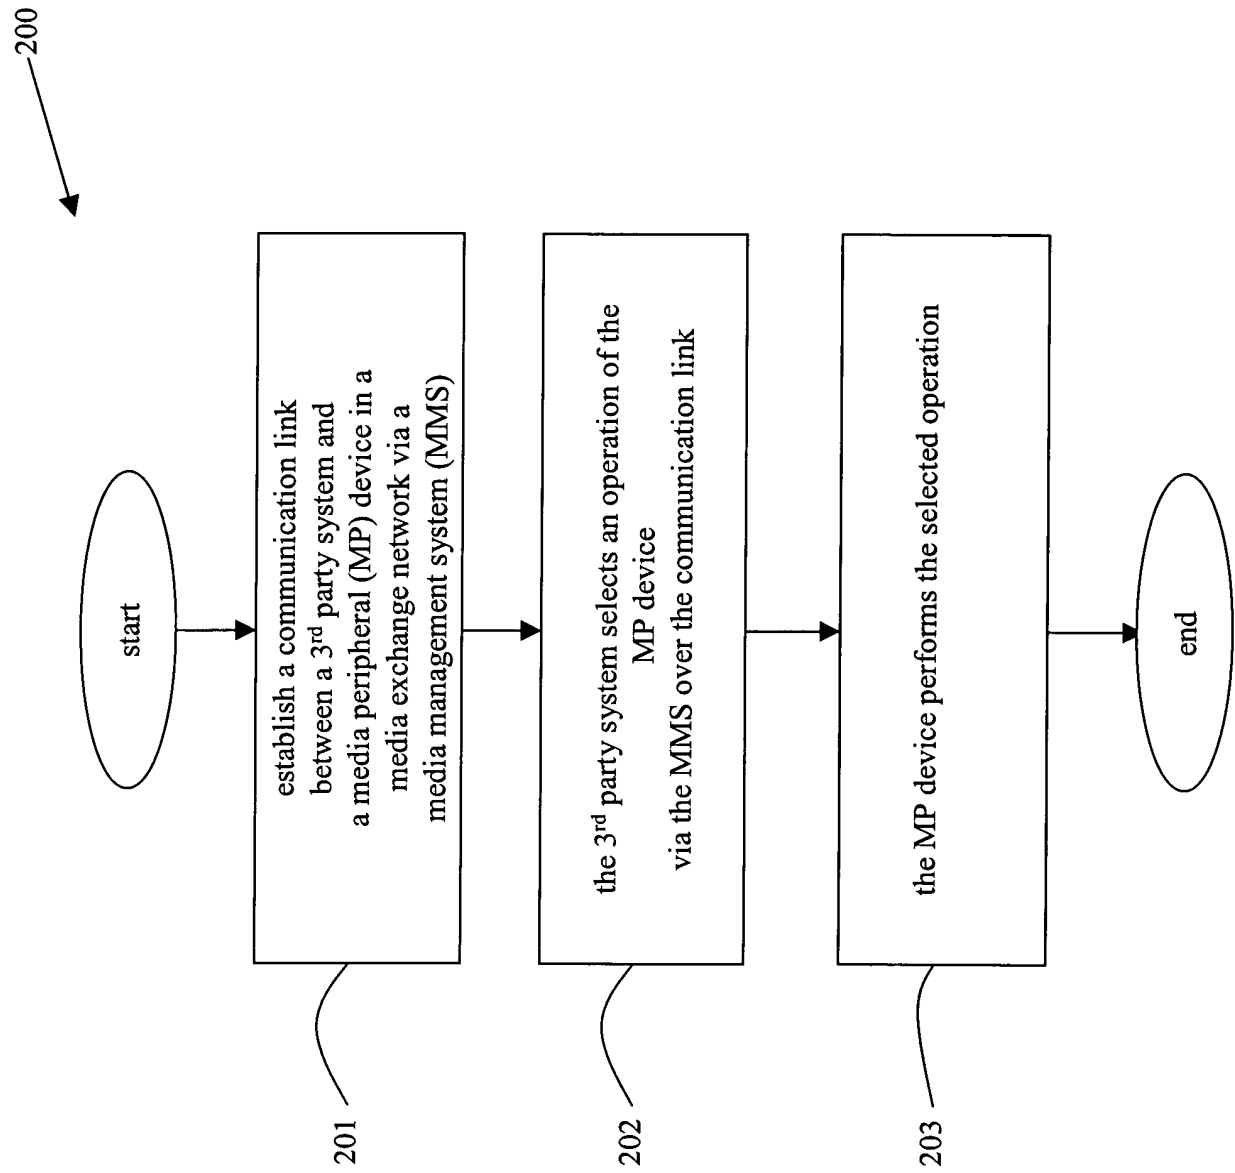 200
start
establish a communication link
between a 3rd party system and
a media peripheral (MP) device in a
media exchange network via a
media management system (MMS)
201
the 3rd party system selects an operation of the
MP device
via the MMS over the communication link
202
the MP device performs the selected operation
203
end